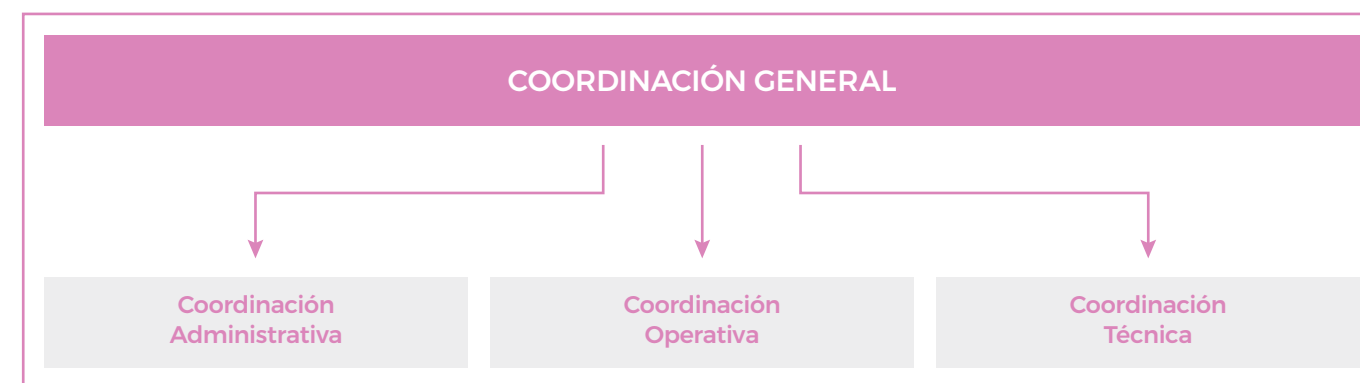 COORDINACIÓN GENERAL
Coordinación
Administrativa
Coordinación
Operativa
Coordinación
Técnica